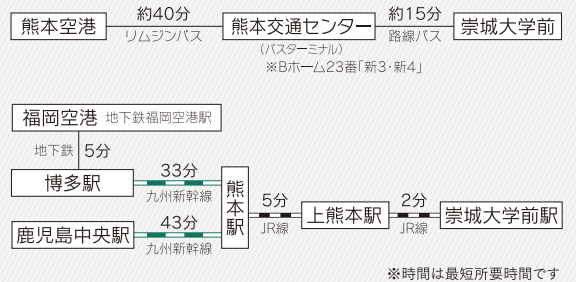 約40分 約15分
熊本空港 熊本交通センター 崇城大学前
リムジンバス (バスターミナル) 路線バス
※Bホーム23番「新3・新4」
福岡空港 地下鉄福岡空港駅
地下鉄 5分
33分
博多駅 九州新幹線
熊本駅
5分 2分
上熊本駅 崇城大学前駅
JR線 JR線
43分
鹿児島中央駅 九州新幹線
※時間は最短所要時間です